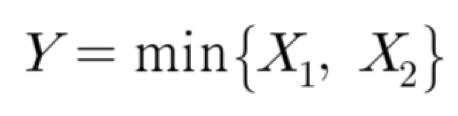 Y = min{X₁, X₂}